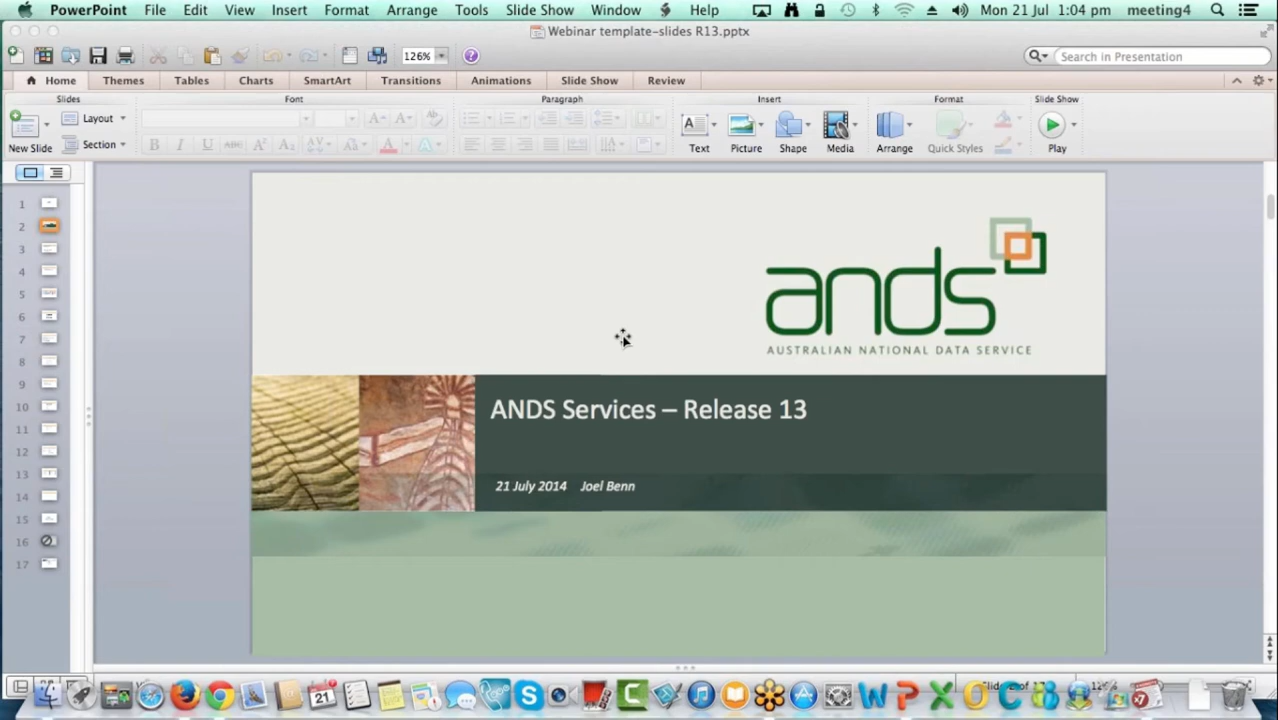 PowerPoint File Edit View Insert Format Arrange Tools Slide Show Window Help Mon 21 Jul 1:04 pm meeting4
Webinar template-slides R13.pptx
126% Search in Presentation
Home Themes Tables Charts SmartArt Transitions Animations Slide Show Review
Slides Font Paragraph Insert Format Slide Show
Layout
New Slide Section Text Picture Shape Media Arrange Quick Styles Play
1
2
3
4
5
6
7
8
9
10
11
12
13
14
15
16
17
ands
AUSTRALIAN NATIONAL DATA SERVICE
ANDS Services – Release 13
21 July 2014 Joel Benn